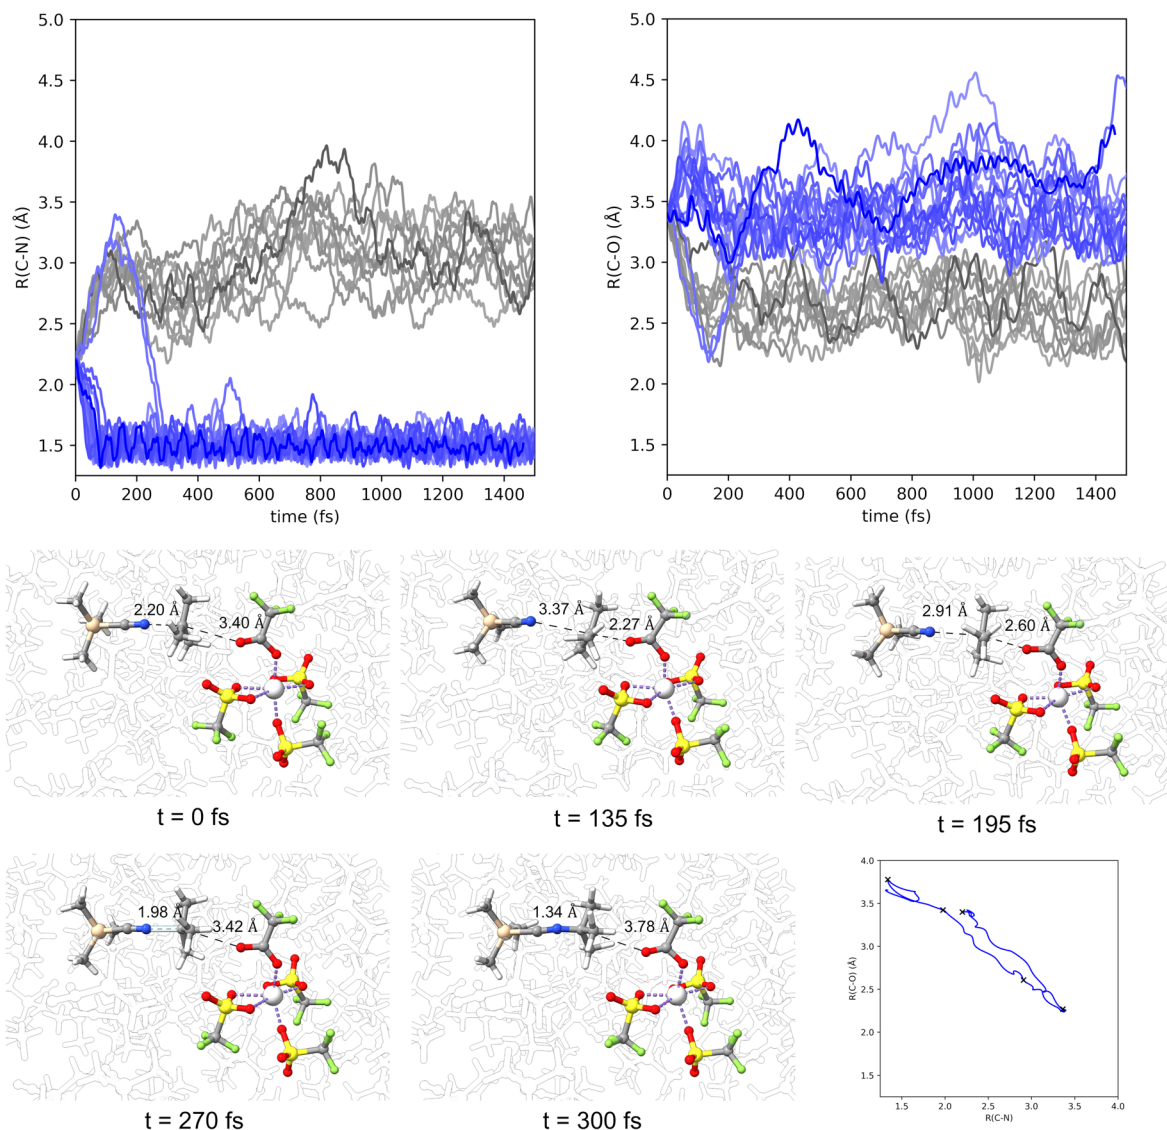 5.0
4.5
4.0
3.5
3.0
2.5
2.0
1.5
R(C-N) (Å)
0 200 400 600 800 1000 1200 1400
time (fs)
5.0
4.5
4.0
3.5
3.0
2.5
2.0
1.5
R(C-O) (Å)
0 200 400 600 800 1000 1200 1400
time (fs)
2.20 Å
3.40 Å
t = 0 fs
3.37 Å
2.27 Å
t = 135 fs
2.91 Å
2.60 Å
t = 195 fs
1.98 Å
3.42 Å
t = 270 fs
1.34 Å
3.78 Å
t = 300 fs
4.0
3.5
3.0
2.5
2.0
1.5
R(C-O) (Å)
1.5 2.0 2.5 3.0 3.5 4.0
R(C-N)